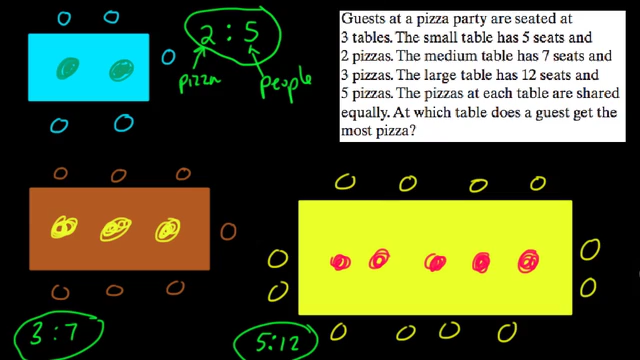 2 : 5
pizza
people
Guests at a pizza party are seated at
3 tables. The small table has 5 seats and
2 pizzas. The medium table has 7 seats and
3 pizzas. The large table has 12 seats and
5 pizzas. The pizzas at each table are shared
equally. At which table does a guest get the
most pizza?
3:7
5:12